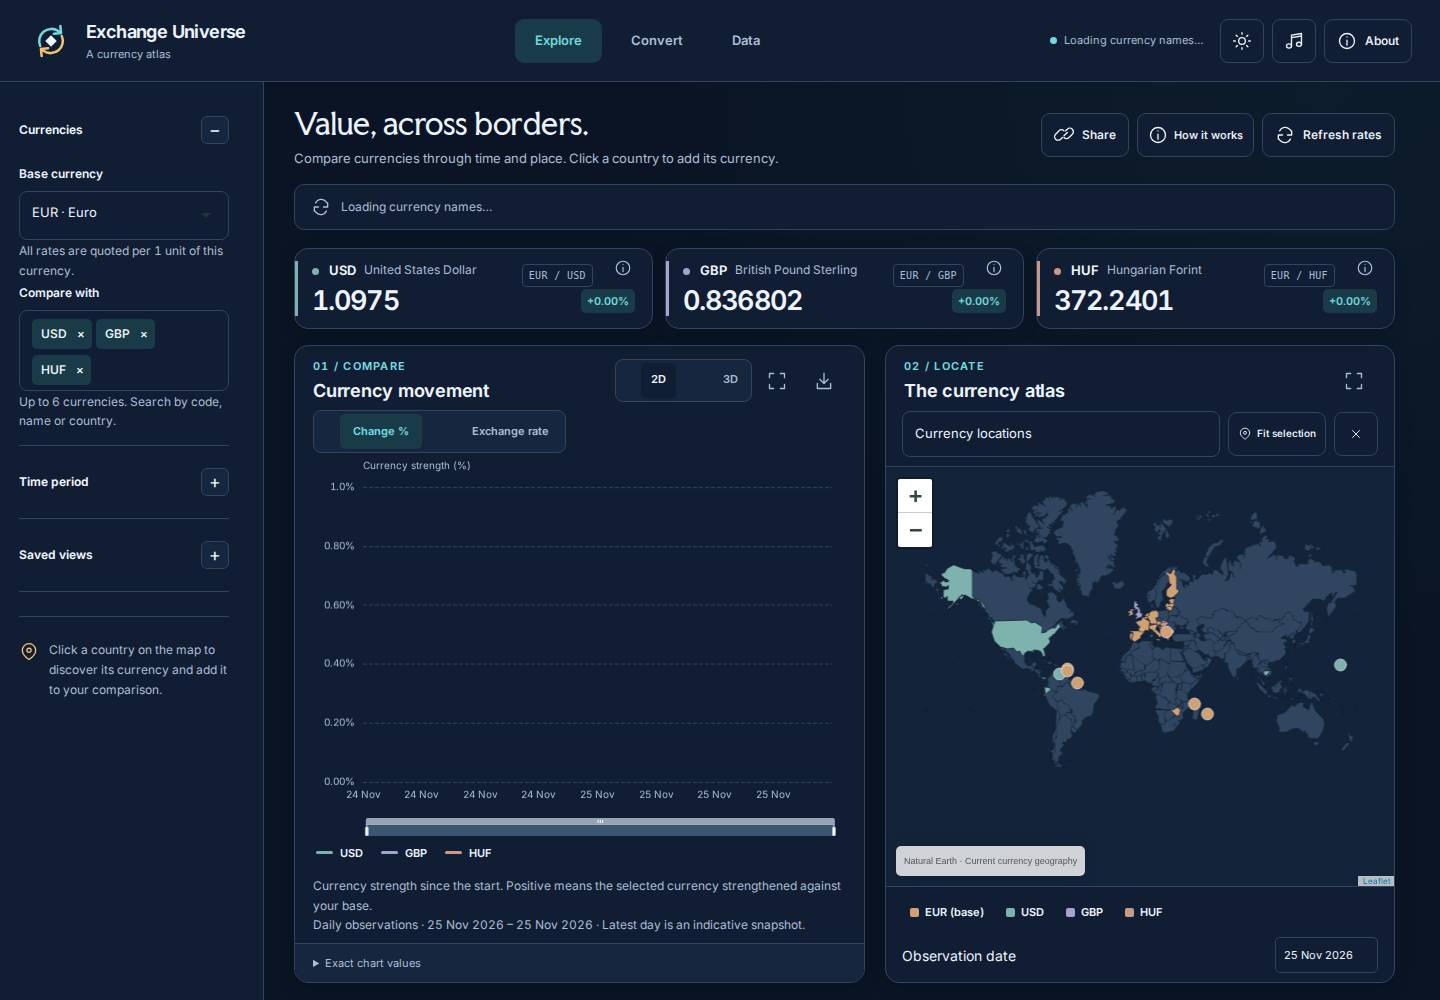 Exchange Universe
A currency atlas
Explore
Convert
Data
Loading currency names...
About
Currencies
−
Base currency
EUR · Euro
All rates are quoted per 1 unit of this
currency.
Compare with
USD ×
GBP ×
HUF ×
Up to 6 currencies. Search by code,
name or country.
Time period
+
Saved views
+
Click a country on the map to
discover its currency and add it
to your comparison.
Value, across borders.
Compare currencies through time and place. Click a country to add its currency.
Share
How it works
Refresh rates
Loading currency names...
USD United States Dollar
EUR / USD
1.0975
+0.00%
GBP British Pound Sterling
EUR / GBP
0.836802
+0.00%
HUF Hungarian Forint
EUR / HUF
372.2401
+0.00%
01 / COMPARE
Currency movement
2D
3D
Change %
Exchange rate
Currency strength (%)
1.0%
0.80%
0.60%
0.40%
0.20%
0.00%
24 Nov 24 Nov 24 Nov 24 Nov 25 Nov 25 Nov 25 Nov 25 Nov
USD GBP HUF
Currency strength since the start. Positive means the selected currency strengthened against
your base.
Daily observations · 25 Nov 2026 – 25 Nov 2026 · Latest day is an indicative snapshot.
Exact chart values
02 / LOCATE
The currency atlas
Currency locations
Fit selection
×
+
−
Natural Earth · Current currency geography
Leaflet
EUR (base) USD GBP HUF
Observation date
25 Nov 2026